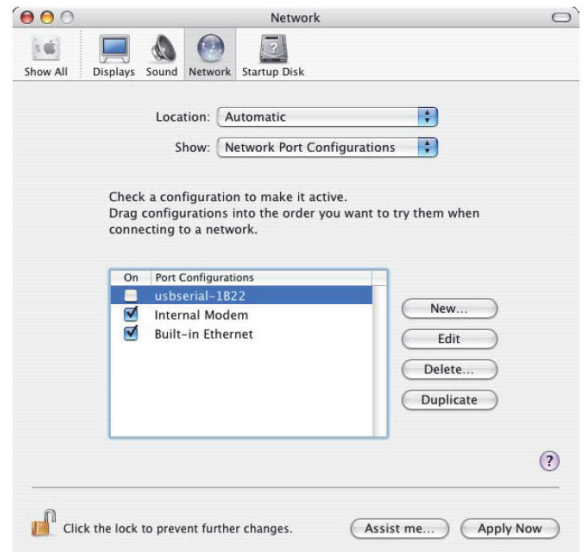 Network
Show All Displays Sound Network Startup Disk
Location: Automatic
Show: Network Port Configurations
Check a configuration to make it active.
Drag configurations into the order you want to try them when
connecting to a network.
On Port Configurations
usbserial-1B22
Internal Modem
Built-in Ethernet
New...
Edit
Delete...
Duplicate
?
Click the lock to prevent further changes.
Assist me... Apply Now